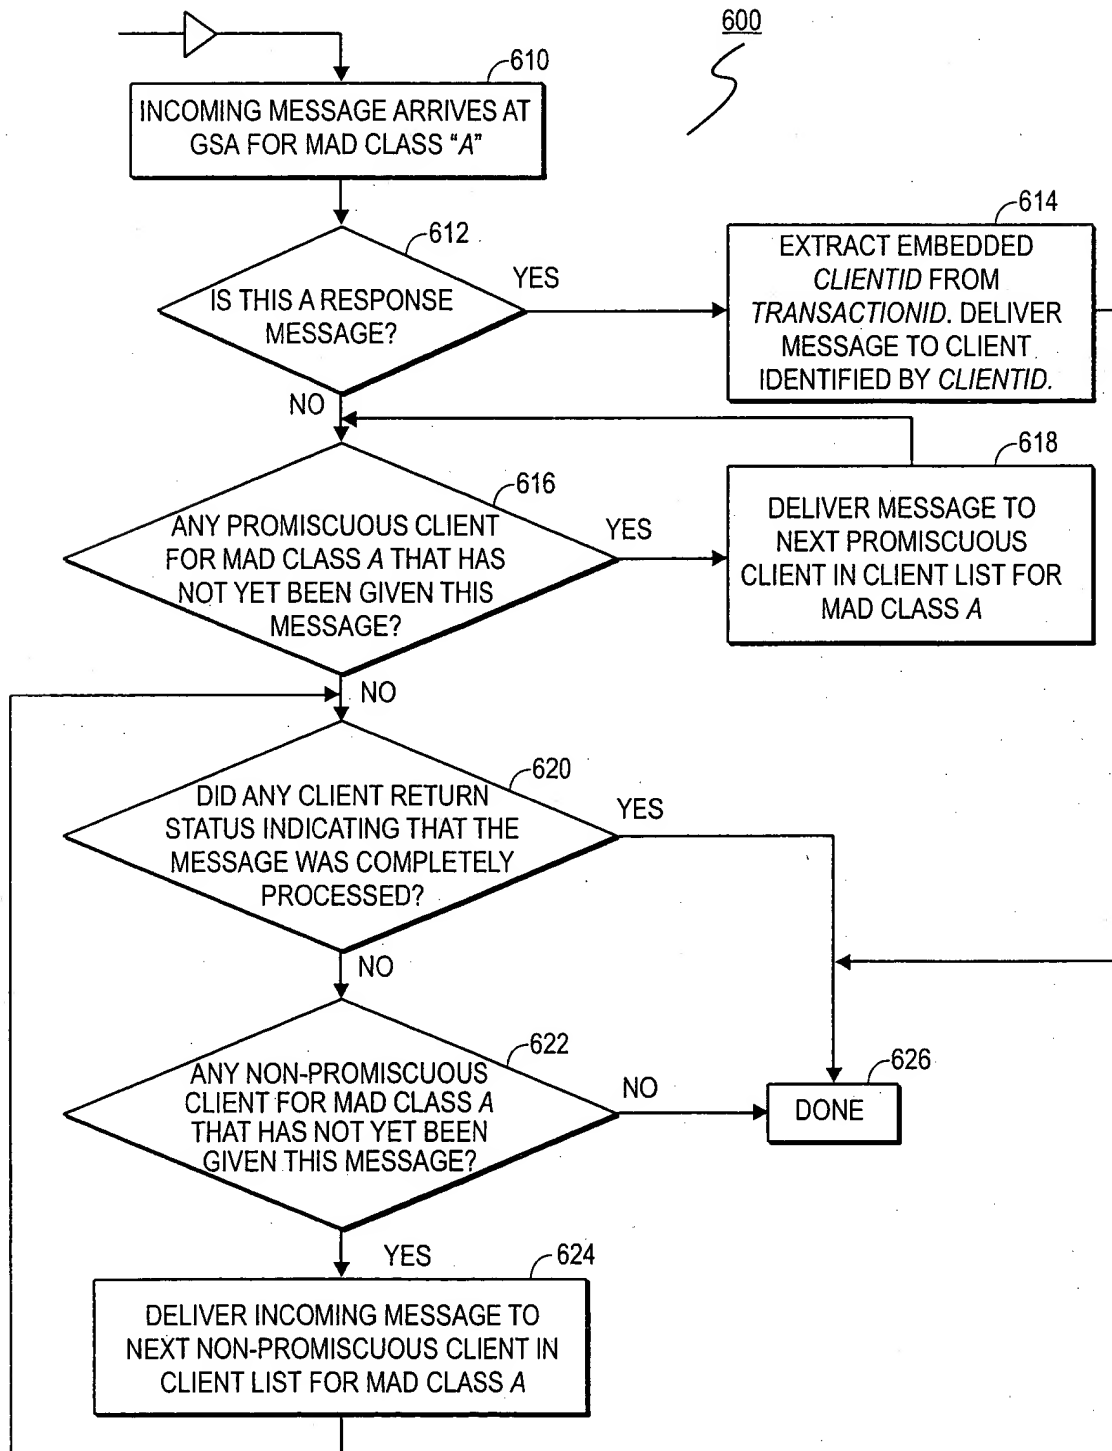 600
610
INCOMING MESSAGE ARRIVES AT
GSA FOR MAD CLASS “A”
612
IS THIS A RESPONSE
MESSAGE?
YES
NO
614
EXTRACT EMBEDDED
CLIENTID FROM
TRANSACTIONID. DELIVER
MESSAGE TO CLIENT
IDENTIFIED BY CLIENTID.
616
ANY PROMISCUOUS CLIENT
FOR MAD CLASS A THAT HAS
NOT YET BEEN GIVEN THIS
MESSAGE?
YES
NO
618
DELIVER MESSAGE TO
NEXT PROMISCUOUS
CLIENT IN CLIENT LIST FOR
MAD CLASS A
620
DID ANY CLIENT RETURN
STATUS INDICATING THAT THE
MESSAGE WAS COMPLETELY
PROCESSED?
YES
NO
622
ANY NON-PROMISCUOUS
CLIENT FOR MAD CLASS A
THAT HAS NOT YET BEEN
GIVEN THIS MESSAGE?
NO
YES
626
DONE
624
DELIVER INCOMING MESSAGE TO
NEXT NON-PROMISCUOUS CLIENT IN
CLIENT LIST FOR MAD CLASS A